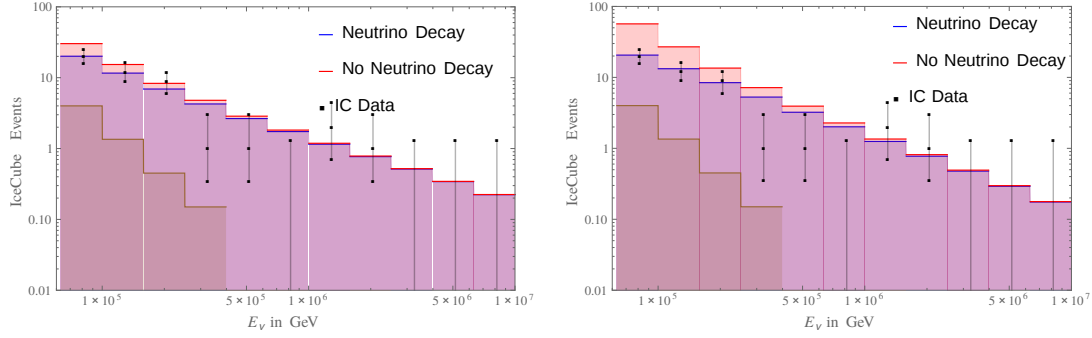 100
10
1
0.10
0.01
IceCube Events
Neutrino Decay
No Neutrino Decay
IC Data
1 × 10^5
5 × 10^5
1 × 10^6
5 × 10^6
1 × 10^7
E_ν in GeV
100
10
1
0.10
0.01
IceCube Events
Neutrino Decay
No Neutrino Decay
IC Data
1 × 10^5
5 × 10^5
1 × 10^6
5 × 10^6
1 × 10^7
E_ν in GeV